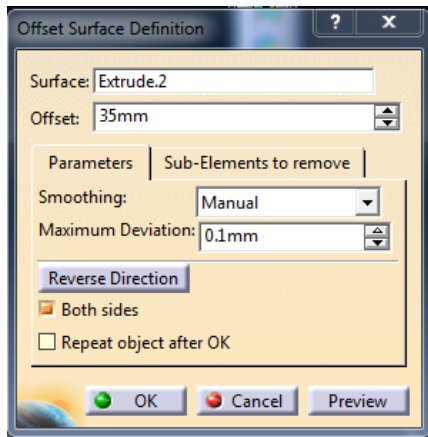 Offset Surface Definition ? X
Surface: Extrude.2
Offset: 35mm
Parameters Sub-Elements to remove
Smoothing: Manual
Maximum Deviation: 0.1mm
Reverse Direction
Both sides
Repeat object after OK
OK Cancel Preview